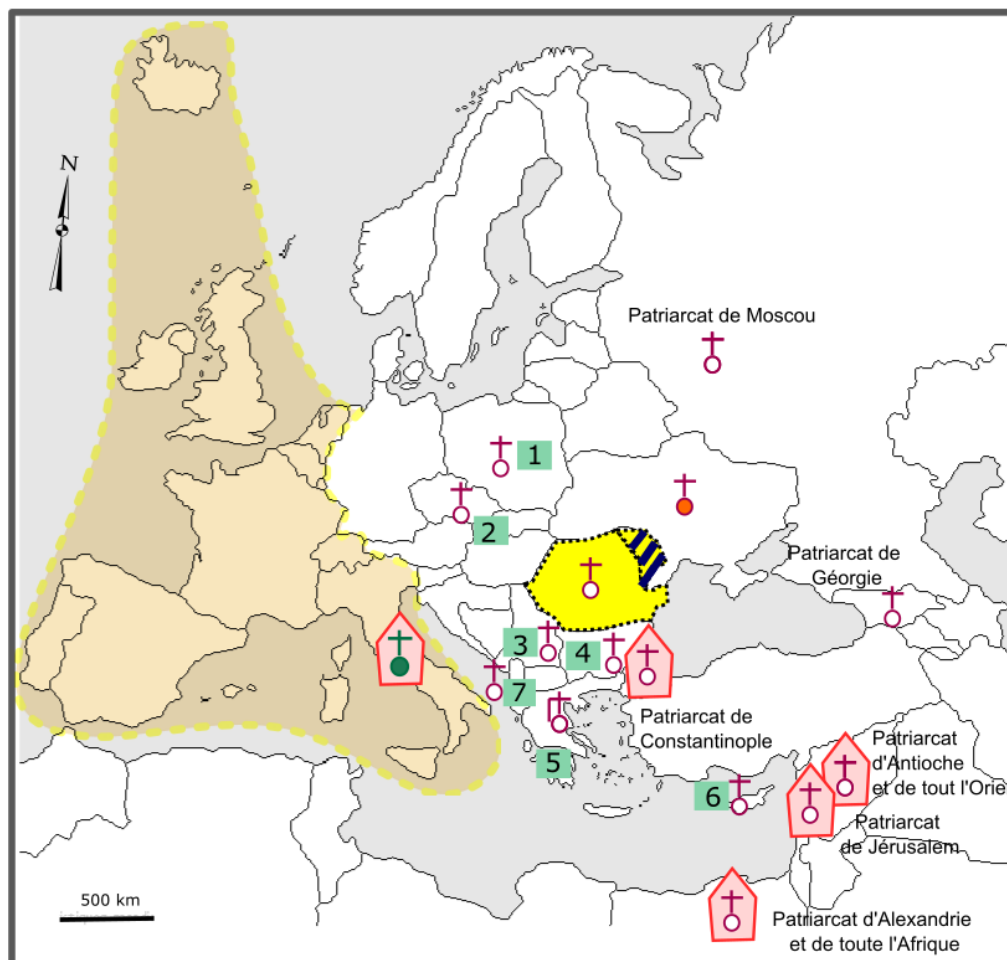 N
Patriarcat de Moscou
1
2
Patriarcat de
Géorgie
3
4
7
Patriarcat de
Constantinople
5
6
Patriarcat
d'Antioche
et de tout l'Orie
Patriarcat
de Jérusalem
500 km
Patriarcat d'Alexandrie
et de toute l'Afrique